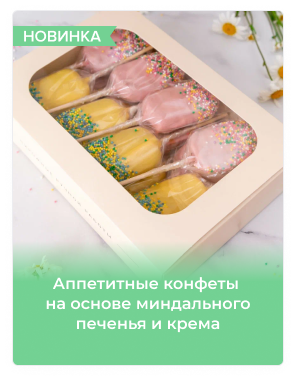 НОВИНКА
Аппетитные конфеты
на основе миндального
печенья и крема